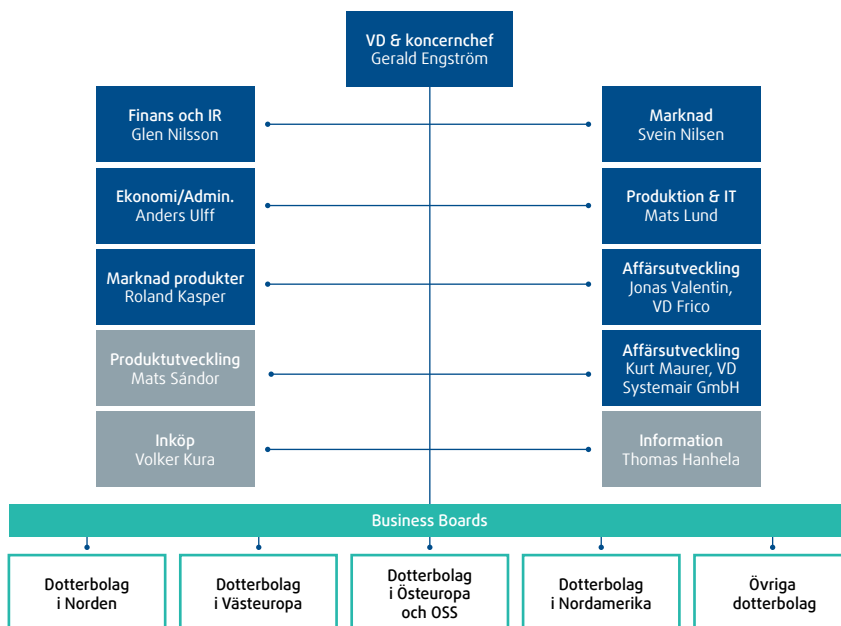 VD & koncernchef
Gerald Engström
Finans och IR
Glen Nilsson
Marknad
Svein Nilsen
Ekonomi/Admin.
Anders Ulff
Produktion & IT
Mats Lund
Marknad produkter
Roland Kasper
Affärsutveckling
Jonas Valentin,
VD Frico
Produktutveckling
Mats Sándor
Affärsutveckling
Kurt Maurer, VD
Systemair GmbH
Inköp
Volker Kura
Information
Thomas Hanhela
Business Boards
Dotterbolag
i Norden
Dotterbolag
i Västeuropa
Dotterbolag
i Östeuropa
och OSS
Dotterbolag
i Nordamerika
Övriga
dotterbolag